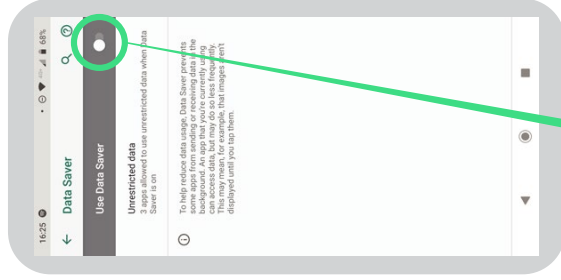 16:25
68%
Data Saver
Use Data Saver
Unrestricted data
3 apps allowed to use unrestricted data when Data
Saver is on
To help reduce data usage, Data Saver prevents
some apps from sending or receiving data in the
background. An app that you're currently using
can access data, but may do so less frequently.
This may mean, for example, that images aren't
displayed until you tap them.